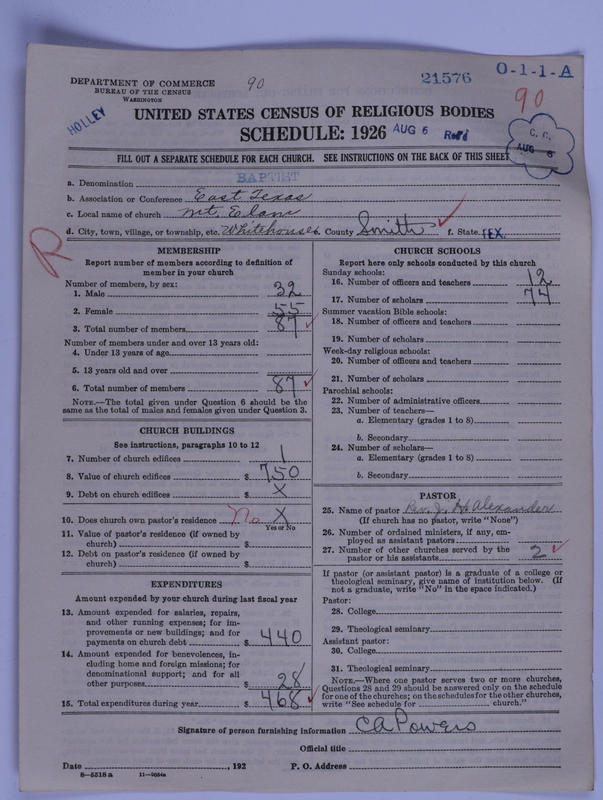 DEPARTMENT OF COMMERCE
BUREAU OF THE CENSUS
WASHINGTON
90
21576
O-1-1-A
90
HOLLEY
UNITED STATES CENSUS OF RELIGIOUS BODIES
SCHEDULE: 1926
AUG 6 Rec'd
C. C.
AUG 6
FILL OUT A SEPARATE SCHEDULE FOR EACH CHURCH. SEE INSTRUCTIONS ON THE BACK OF THIS SHEET
a. Denomination BAPTIST
b. Association or Conference East Texas
c. Local name of church Mt. Elam
d. City, town, village, or township, etc. Whitehouse e. County Smith f. State TEX.
R
MEMBERSHIP
Report number of members according to definition of
member in your church
Number of members, by sex:
1. Male 32
2. Female 55
3. Total number of members 87
Number of members under and over 13 years old:
4. Under 13 years of age
5. 13 years old and over
6. Total number of members 87
NOTE.—The total given under Question 6 should be the
same as the total of males and females given under Question 3.
CHURCH BUILDINGS
See instructions, paragraphs 10 to 12
7. Number of church edifices 1
8. Value of church edifices $ 750
9. Debt on church edifices $ X
10. Does church own pastor's residence No X
Yes or No
11. Value of pastor's residence (if owned by
church) $
12. Debt on pastor's residence (if owned by
church) $
EXPENDITURES
Amount expended by your church during last fiscal year
13. Amount expended for salaries, repairs,
and other running expenses; for im-
provements or new buildings; and for
payments on church debt $ 440
14. Amount expended for benevolences, in-
cluding home and foreign missions; for
denominational support; and for all
other purposes $ 28
15. Total expenditures during year $ 468
CHURCH SCHOOLS
Report here only schools conducted by this church
Sunday schools:
16. Number of officers and teachers 12
17. Number of scholars 74
Summer vacation Bible schools:
18. Number of officers and teachers
19. Number of scholars
Week-day religious schools:
20. Number of officers and teachers
21. Number of scholars
Parochial schools:
22. Number of administrative officers
23. Number of teachers—
a. Elementary (grades 1 to 8)
b. Secondary
24. Number of scholars—
a. Elementary (grades 1 to 8)
b. Secondary
PASTOR
25. Name of pastor Rev. J. H. Alexander
(If church has no pastor, write "None")
26. Number of ordained ministers, if any, em-
ployed as assistant pastors
27. Number of other churches served by the
pastor or his assistants 2
If pastor (or assistant pastor) is a graduate of a college or
theological seminary, give name of institution below. (If
not a graduate, write "No" in the space indicated.)
Pastor:
28. College
29. Theological seminary
Assistant pastor:
30. College
31. Theological seminary
NOTE.—Where one pastor serves two or more churches,
Questions 28 and 29 should be answered only on the schedule
for one of the churches; on the schedules for the other churches,
write "See schedule for church."
Signature of person furnishing information CA Powers
Official title
Date , 192 P. O. Address
8—5518a 11—9054a